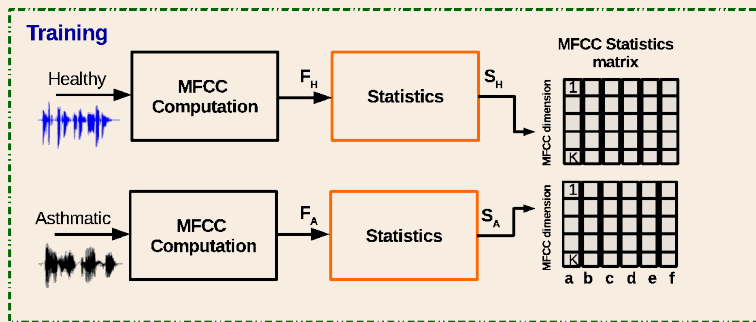 Training
MFCC Statistics
matrix
Healthy
MFCC
Computation
F_H
Statistics
S_H
MFCC dimension
1
K
Asthmatic
MFCC
Computation
F_A
Statistics
S_A
MFCC dimension
1
K
a b c d e f